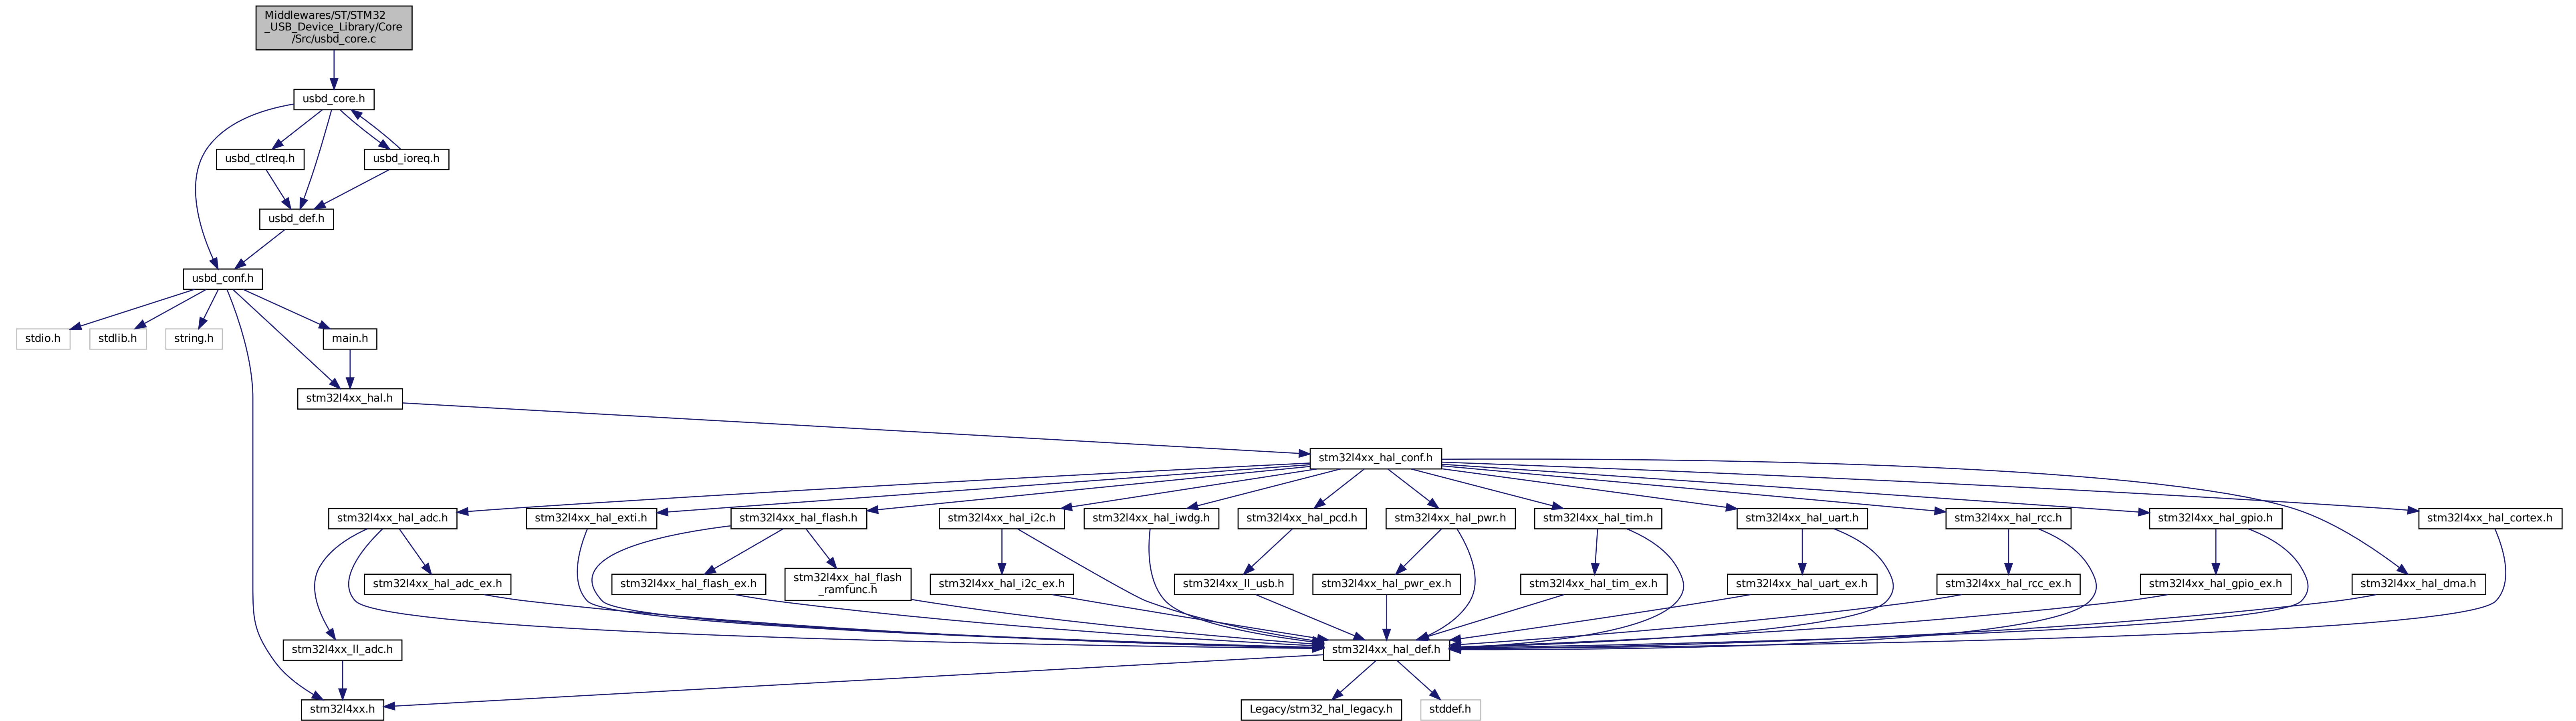 Middlewares/ST/STM32
_USB_Device_Library/Core
/Src/usbd_core.c
usbd_core.h
usbd_ctlreq.h
usbd_ioreq.h
usbd_def.h
usbd_conf.h
stdio.h
stdlib.h
string.h
main.h
stm32l4xx_hal.h
stm32l4xx_hal_conf.h
stm32l4xx_hal_adc.h
stm32l4xx_hal_exti.h
stm32l4xx_hal_flash.h
stm32l4xx_hal_i2c.h
stm32l4xx_hal_iwdg.h
stm32l4xx_hal_pcd.h
stm32l4xx_hal_pwr.h
stm32l4xx_hal_tim.h
stm32l4xx_hal_uart.h
stm32l4xx_hal_rcc.h
stm32l4xx_hal_gpio.h
stm32l4xx_hal_cortex.h
stm32l4xx_hal_adc_ex.h
stm32l4xx_hal_flash_ex.h
stm32l4xx_hal_flash
_ramfunc.h
stm32l4xx_hal_i2c_ex.h
stm32l4xx_ll_usb.h
stm32l4xx_hal_pwr_ex.h
stm32l4xx_hal_tim_ex.h
stm32l4xx_hal_uart_ex.h
stm32l4xx_hal_rcc_ex.h
stm32l4xx_hal_gpio_ex.h
stm32l4xx_hal_dma.h
stm32l4xx_ll_adc.h
stm32l4xx_hal_def.h
stm32l4xx.h
Legacy/stm32_hal_legacy.h
stddef.h